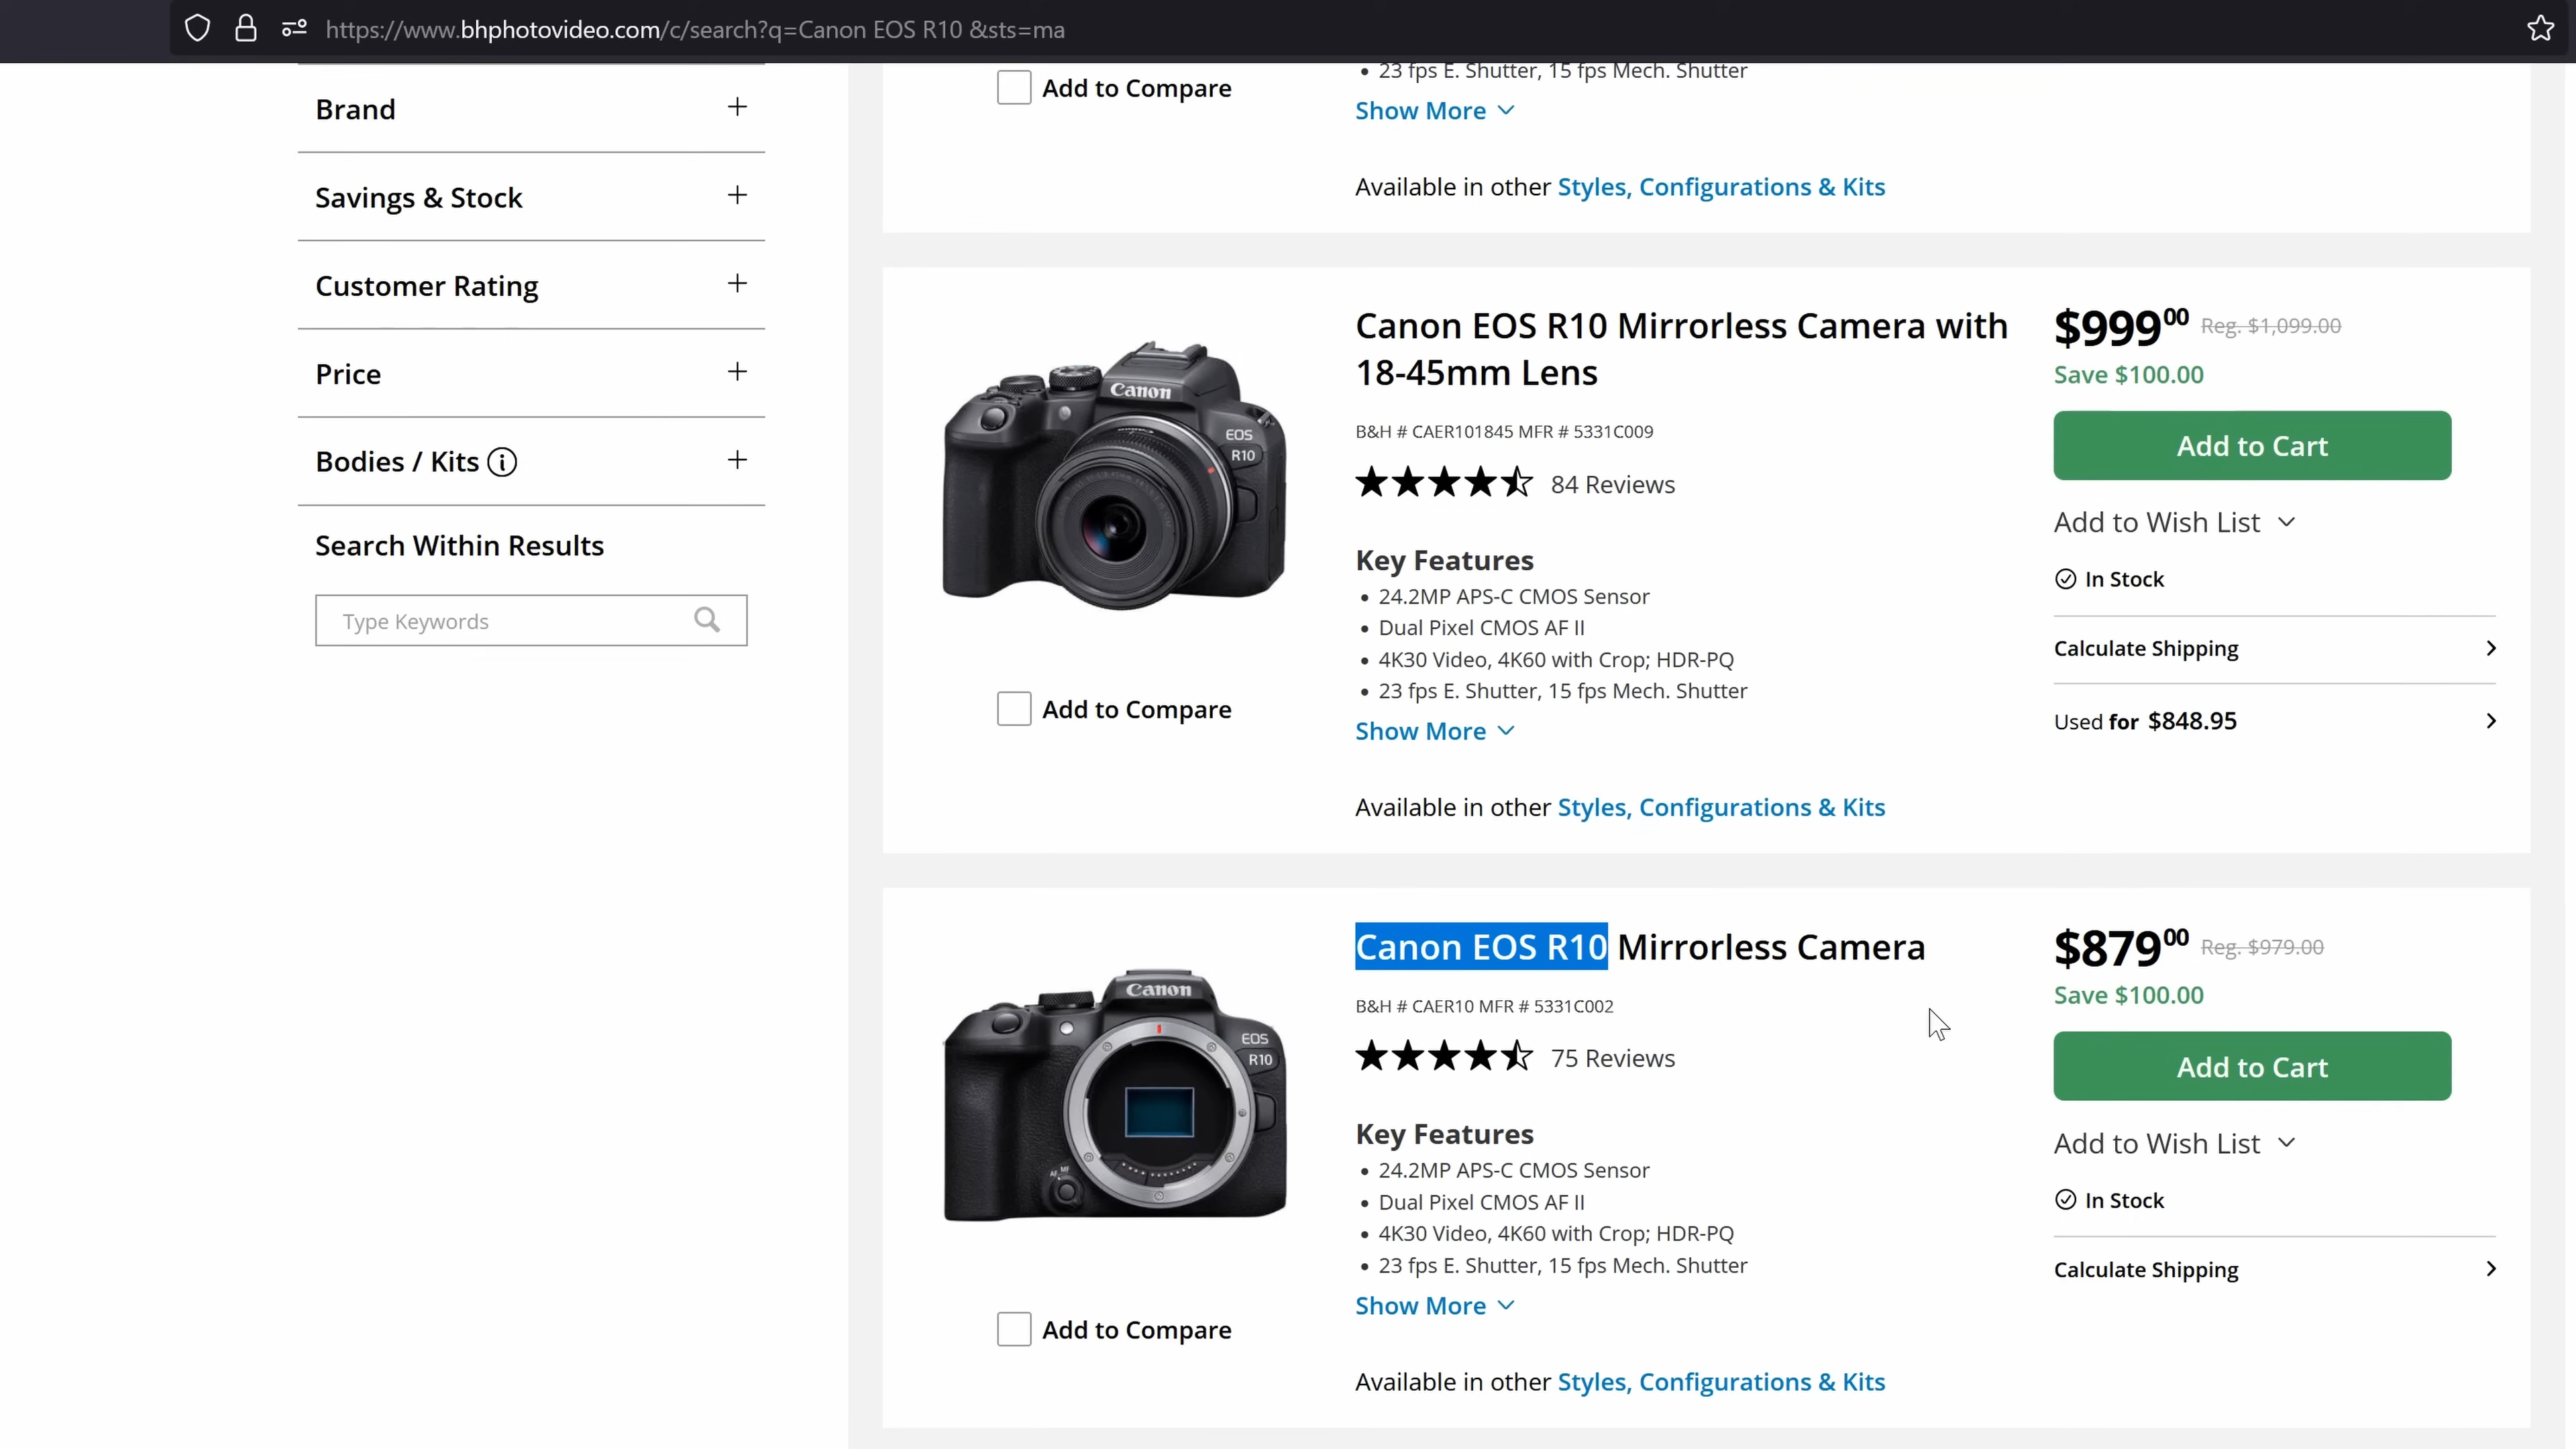 https://www.bhphotovideo.com/c/search?q=Canon EOS R10 &sts=ma
Brand
Savings & Stock
Customer Rating
Price
Bodies / Kits
Search Within Results
Type Keywords
Add to Compare
23 fps E. Shutter, 15 fps Mech. Shutter
Show More
Available in other Styles, Configurations & Kits
Canon
EOS
R10
Add to Compare
Canon EOS R10 Mirrorless Camera with
18-45mm Lens
B&H # CAER101845 MFR # 5331C009
84 Reviews
Key Features
• 24.2MP APS-C CMOS Sensor
• Dual Pixel CMOS AF II
• 4K30 Video, 4K60 with Crop; HDR-PQ
• 23 fps E. Shutter, 15 fps Mech. Shutter
Show More
Available in other Styles, Configurations & Kits
$999.00 Reg. $1,099.00
Save $100.00
Add to Cart
Add to Wish List
In Stock
Calculate Shipping
Used for $848.95
Canon
EOS
R10
AF MF
Add to Compare
Canon EOS R10 Mirrorless Camera
B&H # CAER10 MFR # 5331C002
75 Reviews
Key Features
• 24.2MP APS-C CMOS Sensor
• Dual Pixel CMOS AF II
• 4K30 Video, 4K60 with Crop; HDR-PQ
• 23 fps E. Shutter, 15 fps Mech. Shutter
Show More
Available in other Styles, Configurations & Kits
$879.00 Reg. $979.00
Save $100.00
Add to Cart
Add to Wish List
In Stock
Calculate Shipping